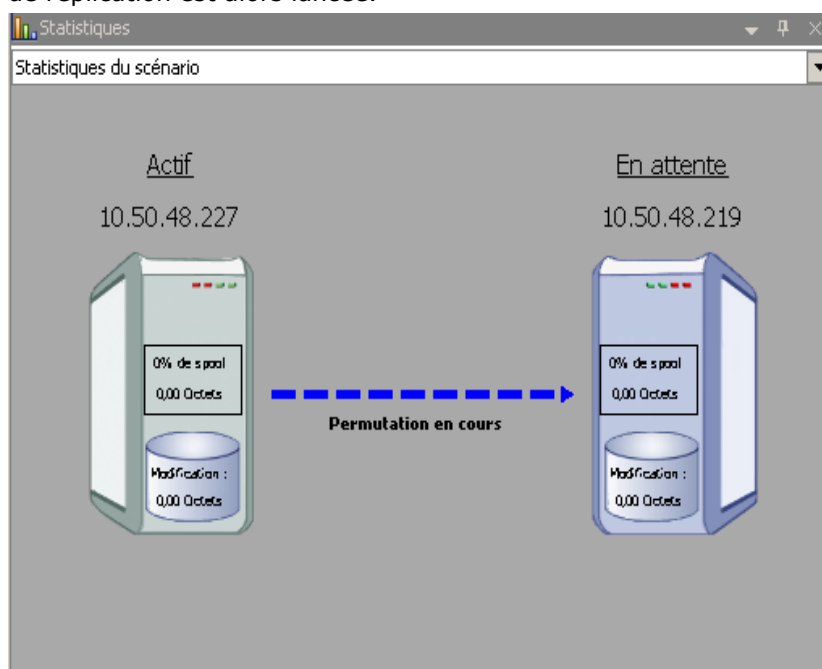 de réplication est alors lancée.
Statistiques
Statistiques du scénario
Actif
En attente
10.50.48.227
10.50.48.219
0% de spool
0,00 Octets
0% de spool
0,00 Octets
Permutation en cours
Modification :
0,00 Octets
Modification :
0,00 Octets